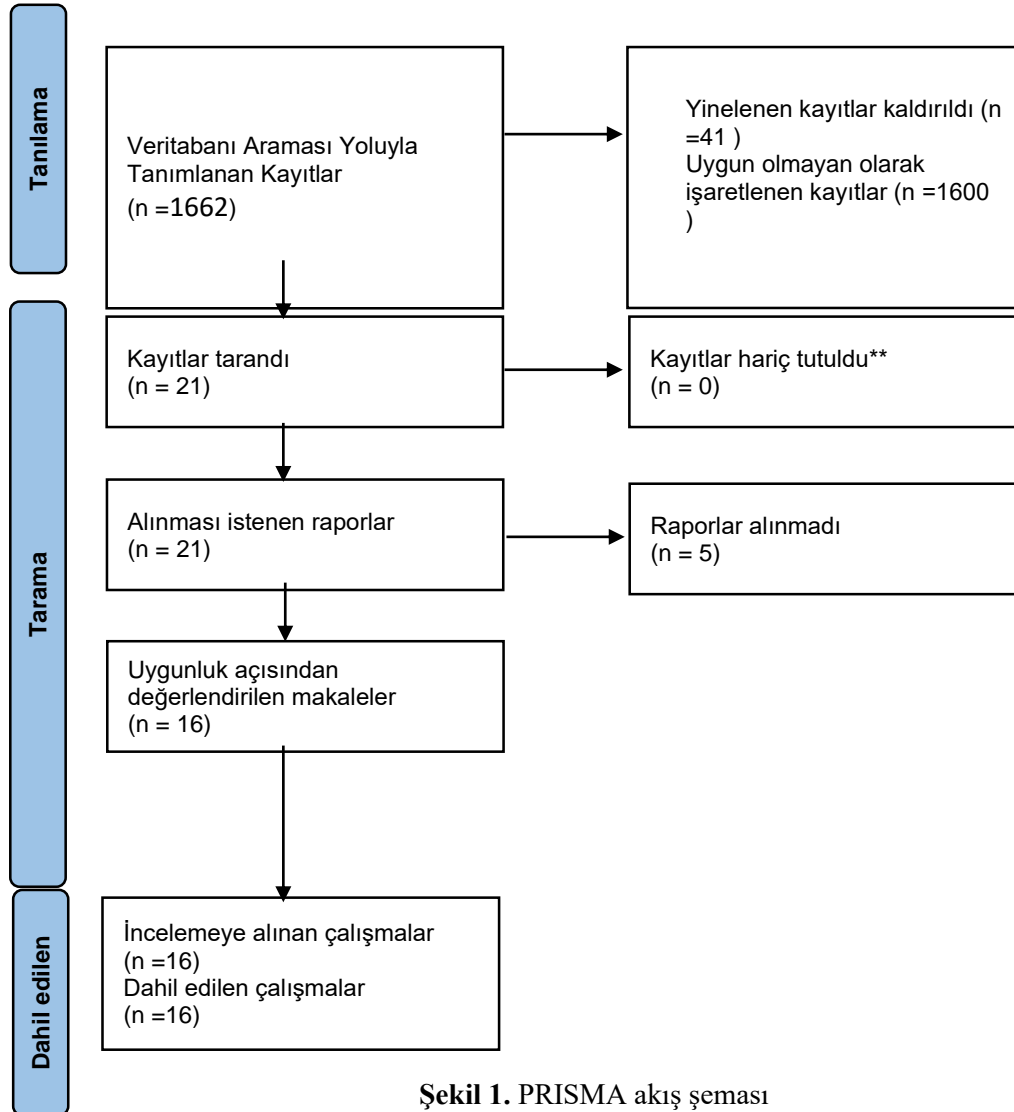 Tanılama
Veritabanı Araması Yoluyla
Tanımlanan Kayıtlar
(n =1662)
Yinelenen kayıtlar kaldırıldı (n
=41 )
Uygun olmayan olarak
işaretlenen kayıtlar (n =1600
)
Tarama
Kayıtlar tarandı
(n = 21)
Kayıtlar hariç tutuldu**
(n = 0)
Alınması istenen raporlar
(n = 21)
Raporlar alınmadı
(n = 5)
Uygunluk açısından
değerlendirilen makaleler
(n = 16)
Dahil edilen
İncelemeye alınan çalışmalar
(n =16)
Dahil edilen çalışmalar
(n =16)
Şekil 1. PRISMA akış şeması